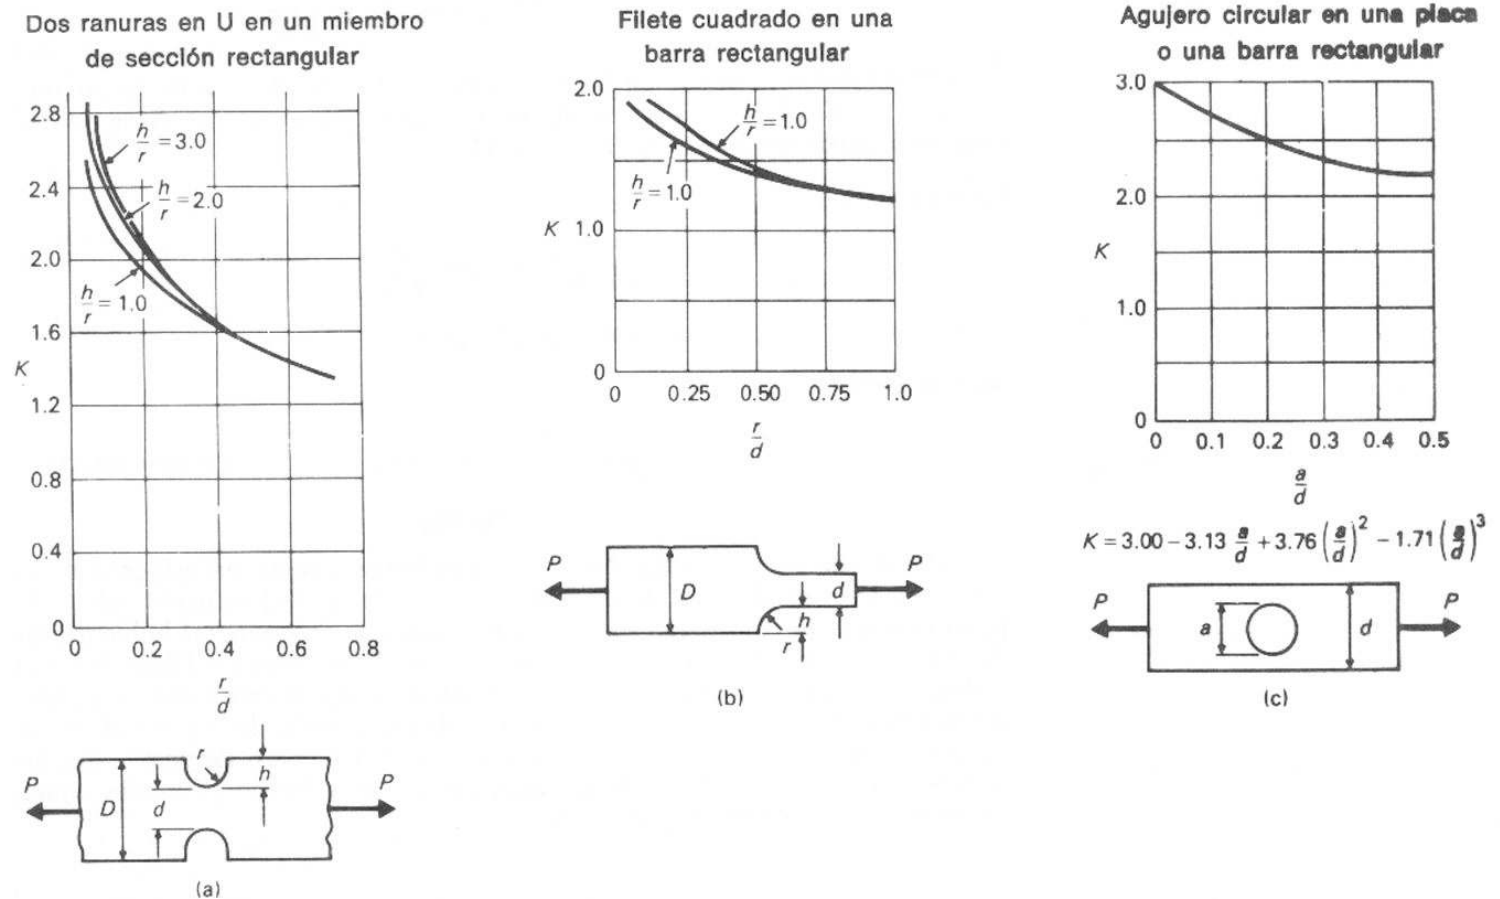 Dos ranuras en U en un miembro
de sección rectangular
2.8
h/r = 3.0
2.4
h/r = 2.0
2.0
h/r = 1.0
1.6
K
1.2
0.8
0.4
0
0 0.2 0.4 0.6 0.8
r/d
P D d r h P
(a)
Filete cuadrado en una
barra rectangular
2.0
h/r = 1.0
h/r = 1.0
K 1.0
0
0 0.25 0.50 0.75 1.0
r/d
P D d h r P
(b)
Agujero circular en una placa
o una barra rectangular
3.0
2.0
K
1.0
0
0 0.1 0.2 0.3 0.4 0.5
a/d
K = 3.00 − 3.13 a/d + 3.76 (a/d)² − 1.71 (a/d)³
P a d P
(c)